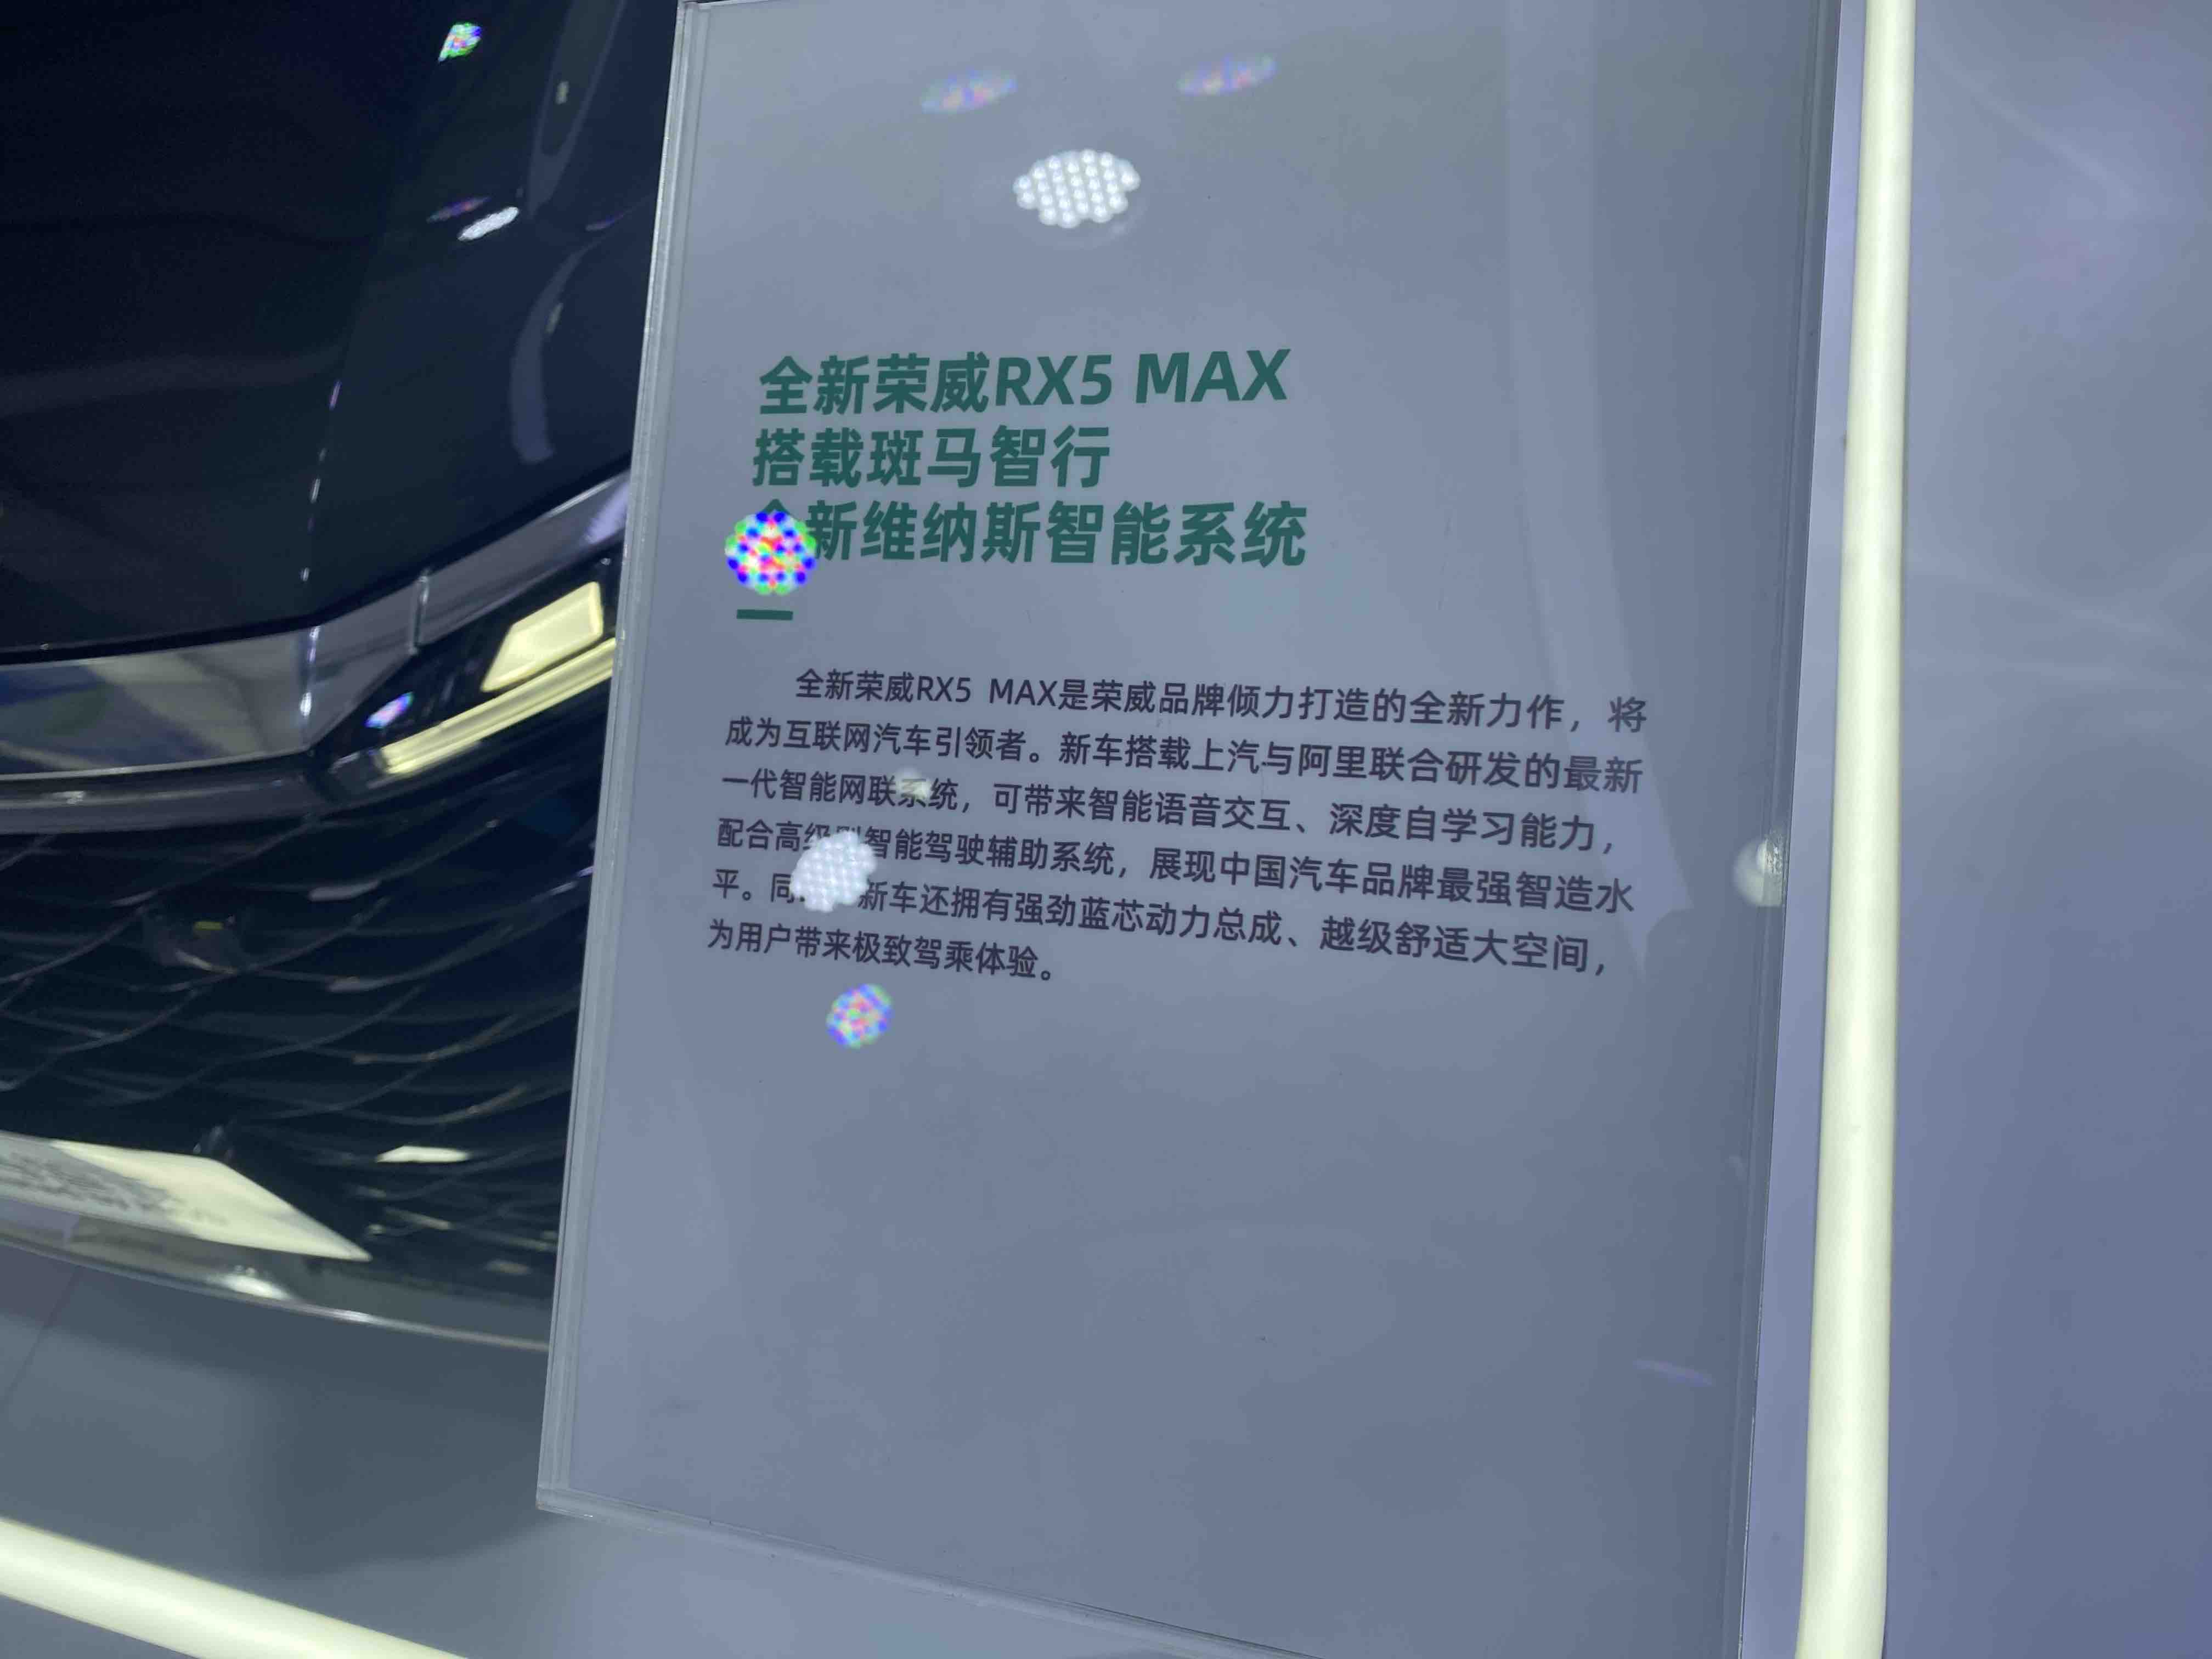 全新荣威RX5 MAX
搭载斑马智行
全新维纳斯智能系统
全新荣威RX5 MAX是荣威品牌倾力打造的全新力作，将
成为互联网汽车引领者。新车搭载上汽与阿里联合研发的最新
一代智能网联系统，可带来智能语音交互、深度自学习能力，
配合高级别智能驾驶辅助系统，展现中国汽车品牌最强智造水
平。同 新车还拥有强劲蓝芯动力总成、越级舒适大空间，
为用户带来极致驾乘体验。